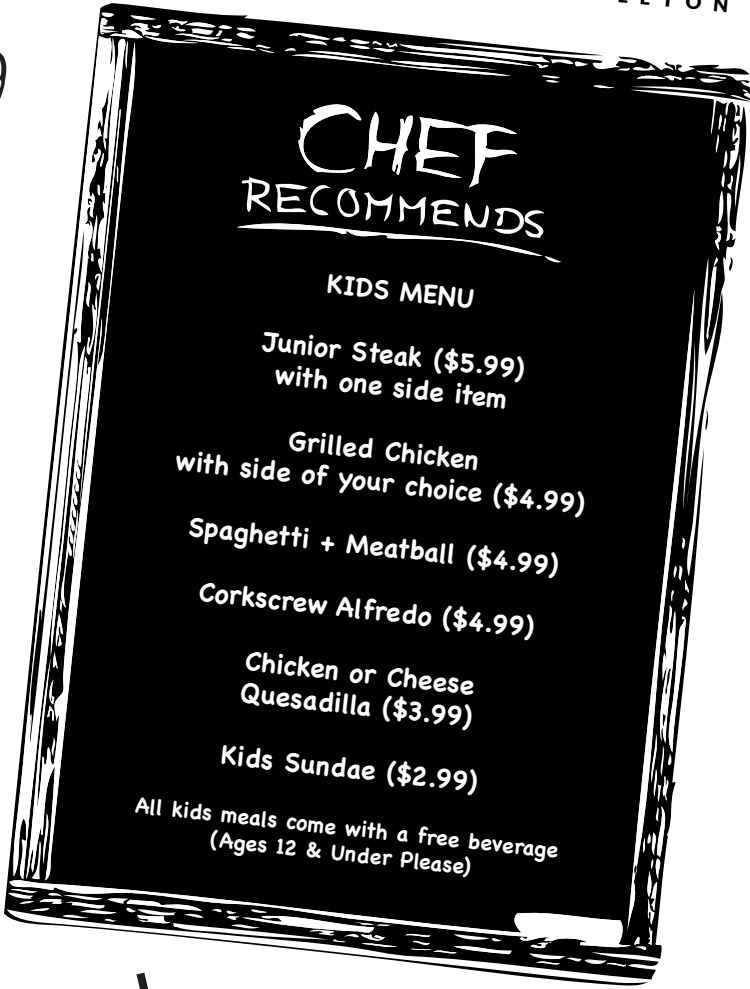 CHEF
RECOMMENDS
KIDS MENU
Junior Steak ($5.99)
with one side item
Grilled Chicken
with side of your choice ($4.99)
Spaghetti + Meatball ($4.99)
Corkscrew Alfredo ($4.99)
Chicken or Cheese
Quesadilla ($3.99)
Kids Sundae ($2.99)
All kids meals come with a free beverage
(Ages 12 & Under Please)